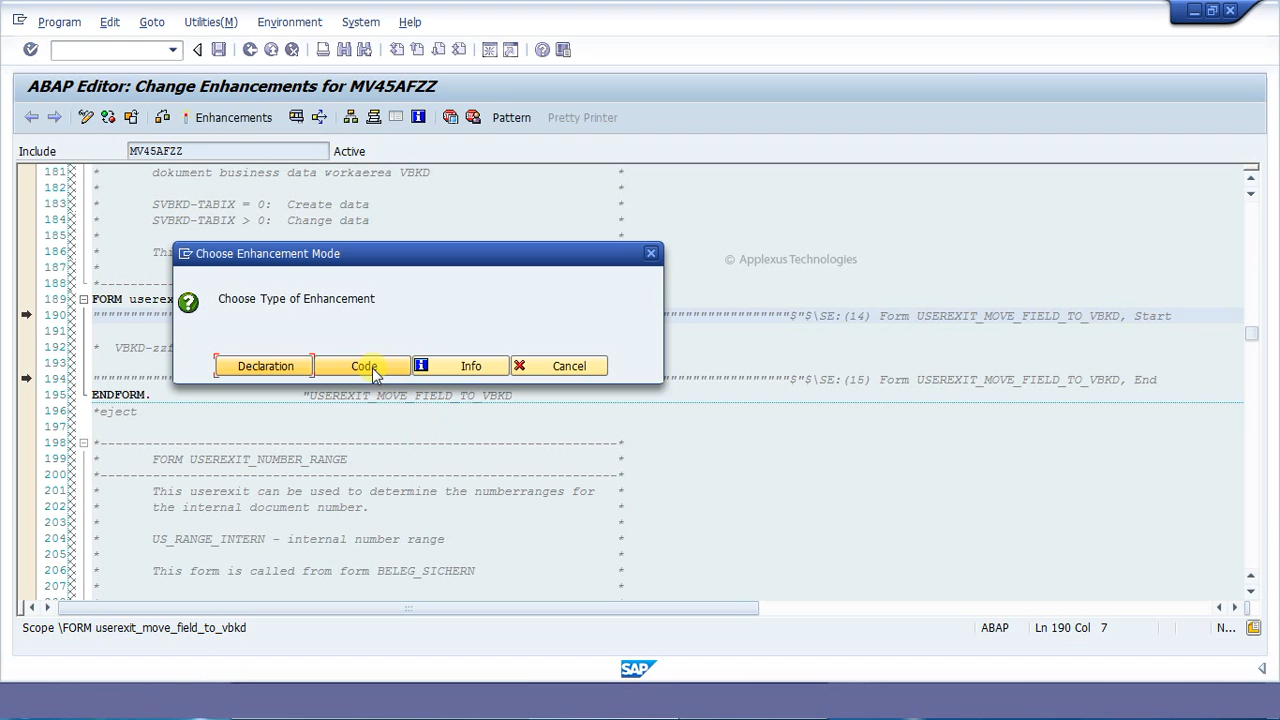 Program Edit Goto Utilities(M) Environment System Help
ABAP Editor: Change Enhancements for MV45AFZZ
Enhancements Pattern Pretty Printer
Include MV45AFZZ Active
181 * dokument business data workaerea VBKD *
182 * *
183 * SVBKD-TABIX = 0: Create data *
184 * SVBKD-TABIX > 0: Change data *
185 *
186 * Thi
187 *
188 *
189 FORM userex
190 """""""""""""""""""$"$\SE:(14) Form USEREXIT_MOVE_FIELD_TO_VBKD, Start
191
192 * VBKD-zzf
193
194 """""""""""""""""""$"$\SE:(15) Form USEREXIT_MOVE_FIELD_TO_VBKD, End
195 ENDFORM. "USEREXIT_MOVE_FIELD_TO_VBKD
196 *eject
197
198 *---------------------------------------------------------------------*
199 * FORM USEREXIT_NUMBER_RANGE *
200 *---------------------------------------------------------------------*
201 * This userexit can be used to determine the numberranges for *
202 * the internal document number. *
203 * *
204 * US_RANGE_INTERN - internal number range *
205 * *
206 * This form is called from form BELEG_SICHERN *
207 * *
Choose Enhancement Mode
Choose Type of Enhancement
Declaration Code Info Cancel
© Applexus Technologies
Scope \FORM userexit_move_field_to_vbkd ABAP Ln 190 Col 7 N...
SAP